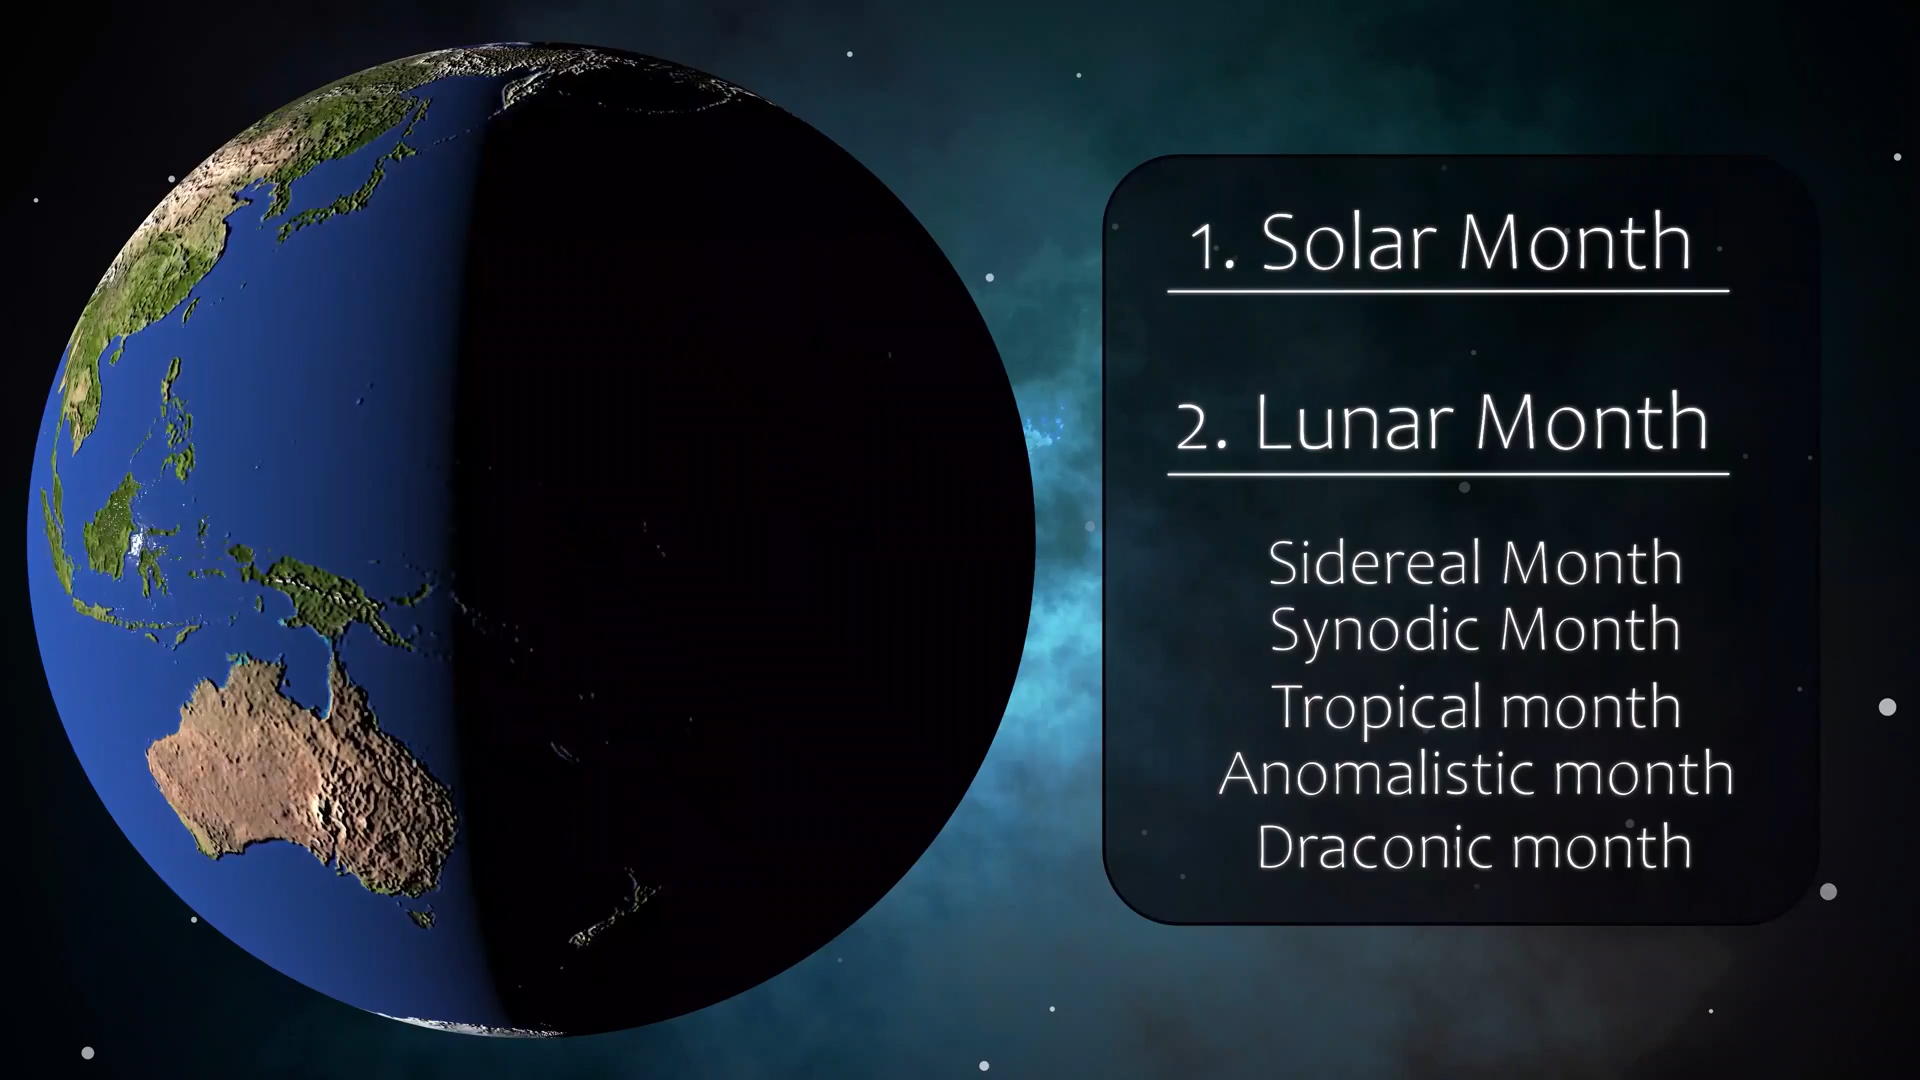 1. Solar Month
2. Lunar Month
Sidereal Month
Synodic Month
Tropical month
Anomalistic month
Draconic month